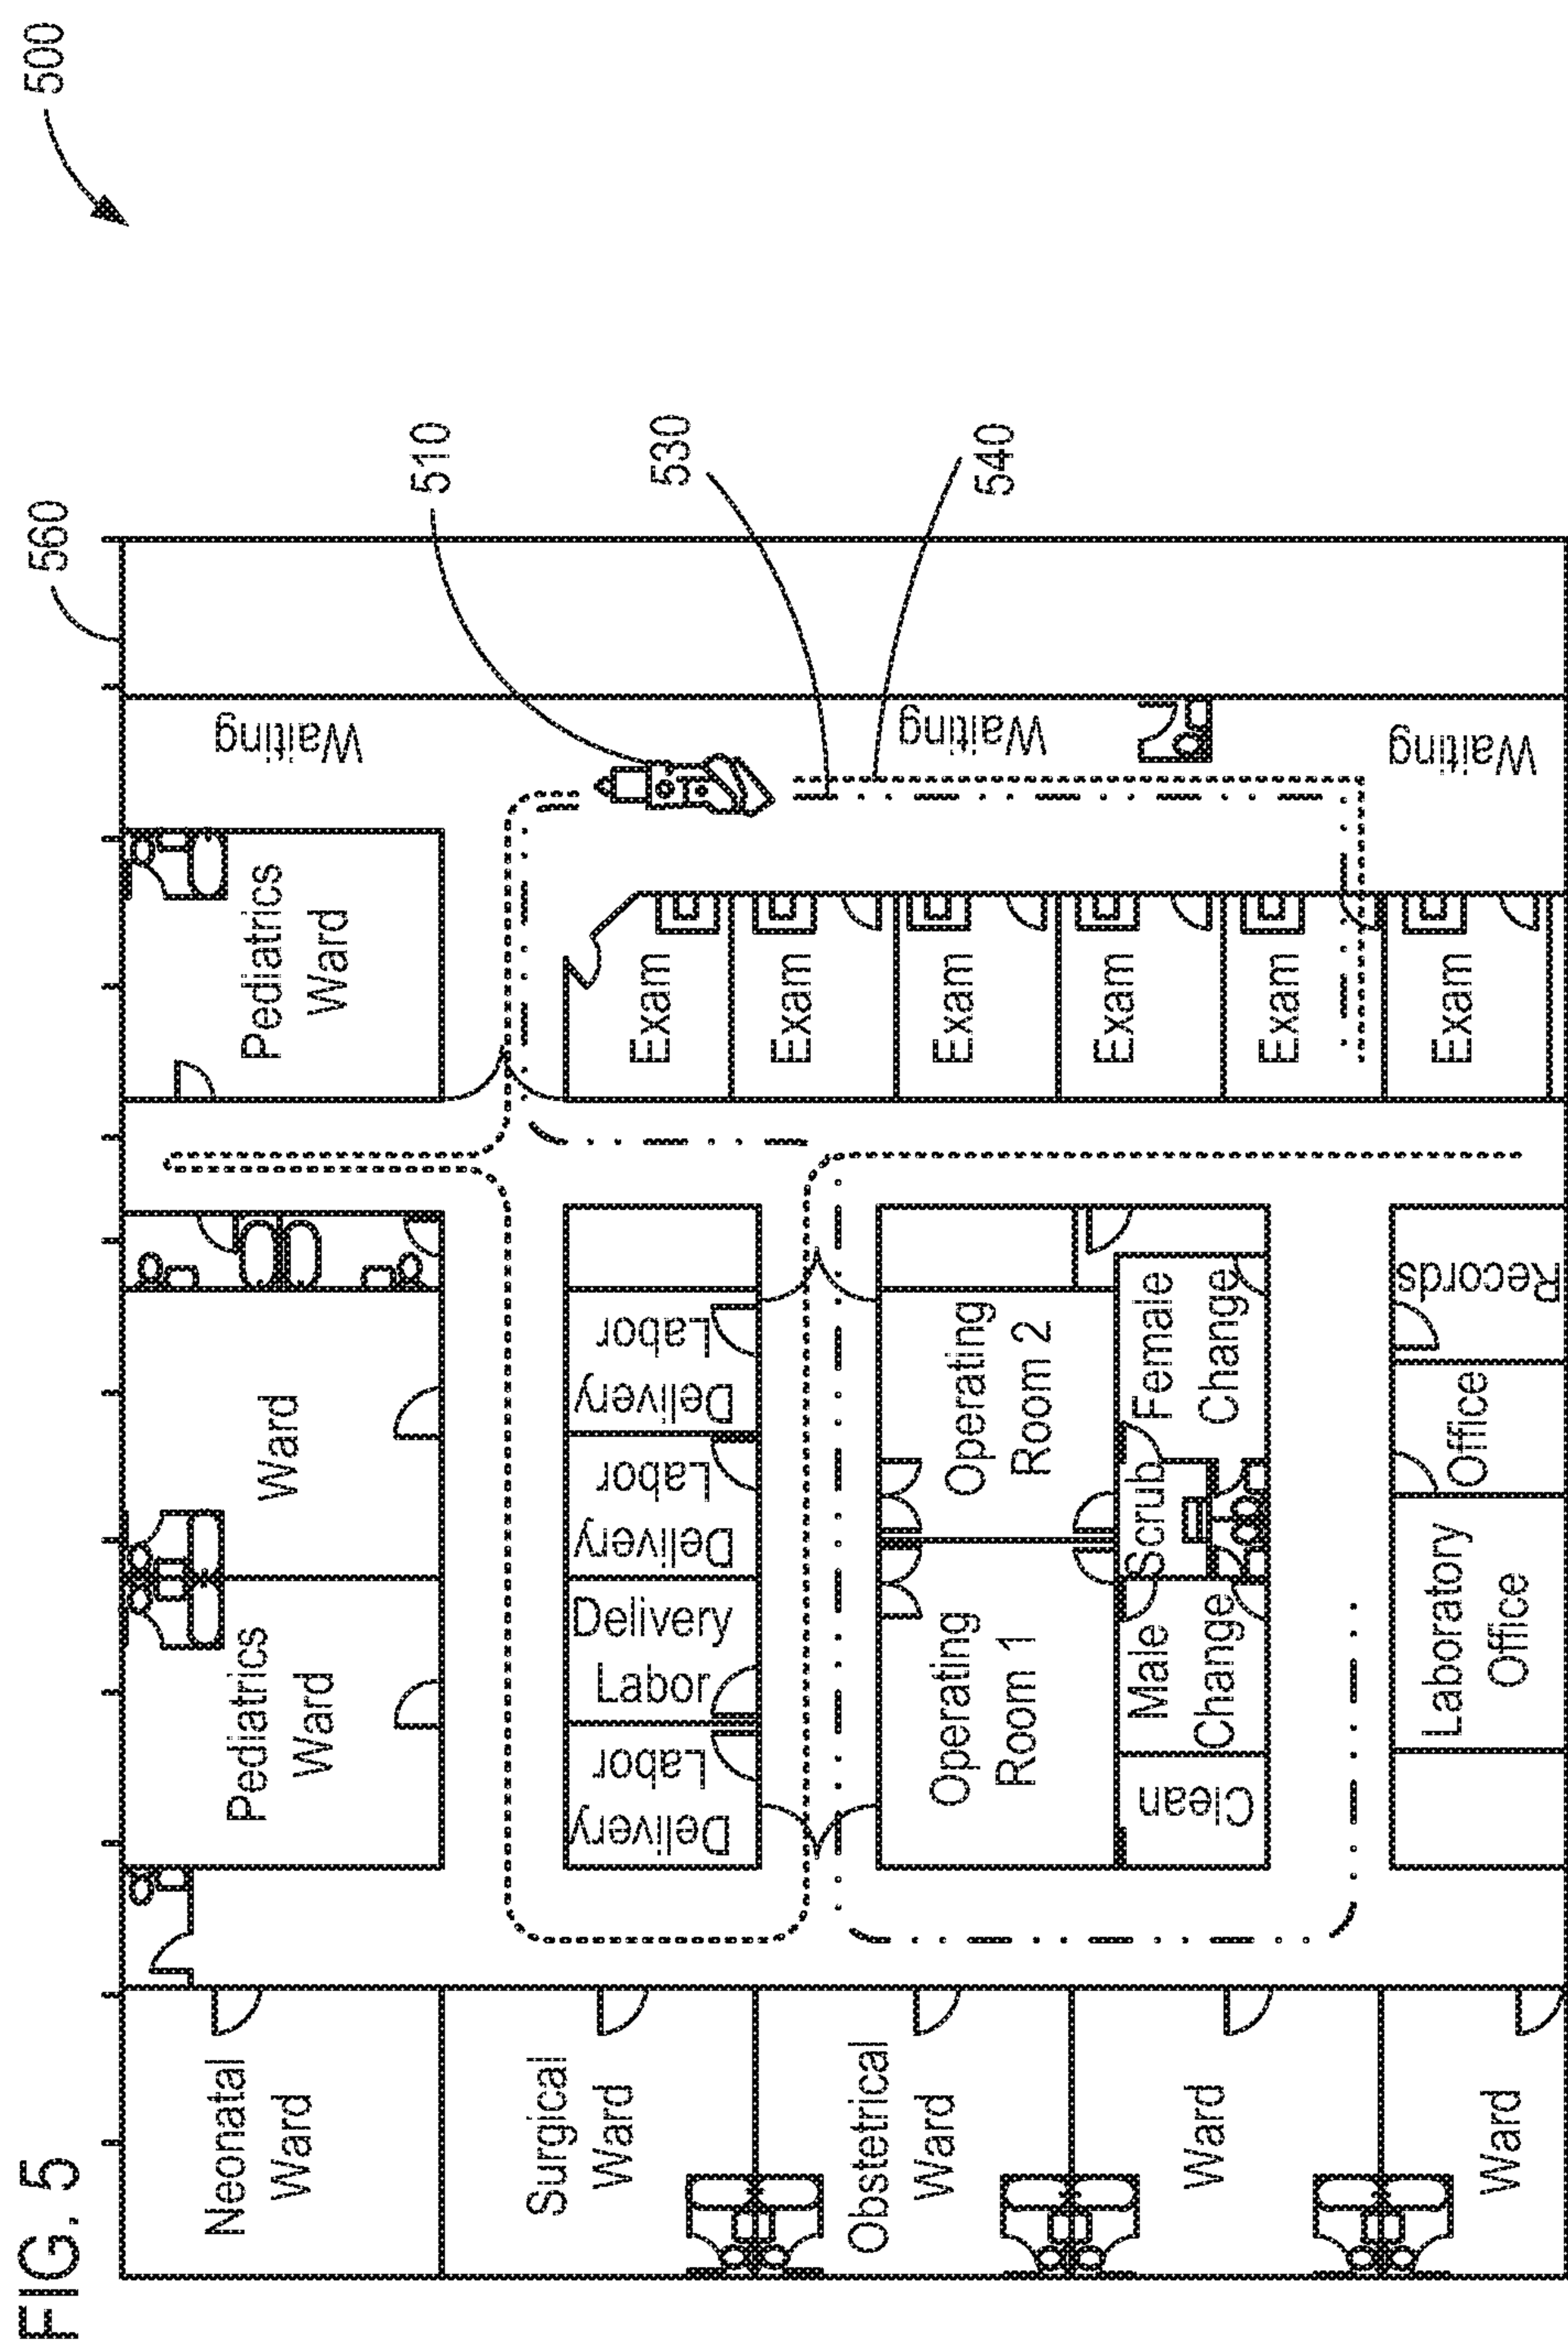 FIG. 5
500
560
510
530
540
Neonatal
Ward
Pediatrics
Ward
Ward
Pediatrics
Ward
Waiting
Surgical
Ward
Delivery
Labor
Delivery
Labor
Delivery
Labor
Delivery
Labor
Exam
Exam
Exam
Exam
Exam
Exam
Waiting
Waiting
Obstetrical
Ward
Operating
Room 1
Operating
Room 2
Ward
Clean
Male
Change
Scrub
Female
Change
Ward
Laboratory
Office
Office
Records